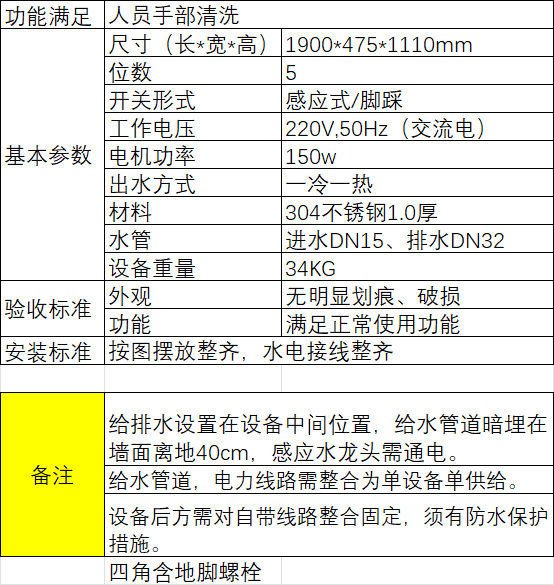 功能满足 人员手部清洗
基本参数 尺寸（长*宽*高） 1900*475*1110mm
位数 5
开关形式 感应式/脚踩
工作电压 220V,50Hz（交流电）
电机功率 150w
出水方式 一冷一热
材料 304不锈钢1.0厚
水管 进水DN15、排水DN32
设备重量 34KG
验收标准 外观 无明显划痕、破损
功能 满足正常使用功能
安装标准 按图摆放整齐，水电接线整齐
备注 给排水设置在设备中间位置，给水管道暗埋在
墙面离地40cm，感应水龙头需通电。
给水管道，电力线路需整合为单设备单供给。
设备后方需对自带线路整合固定，须有防水保护
措施。
四角含地脚螺栓